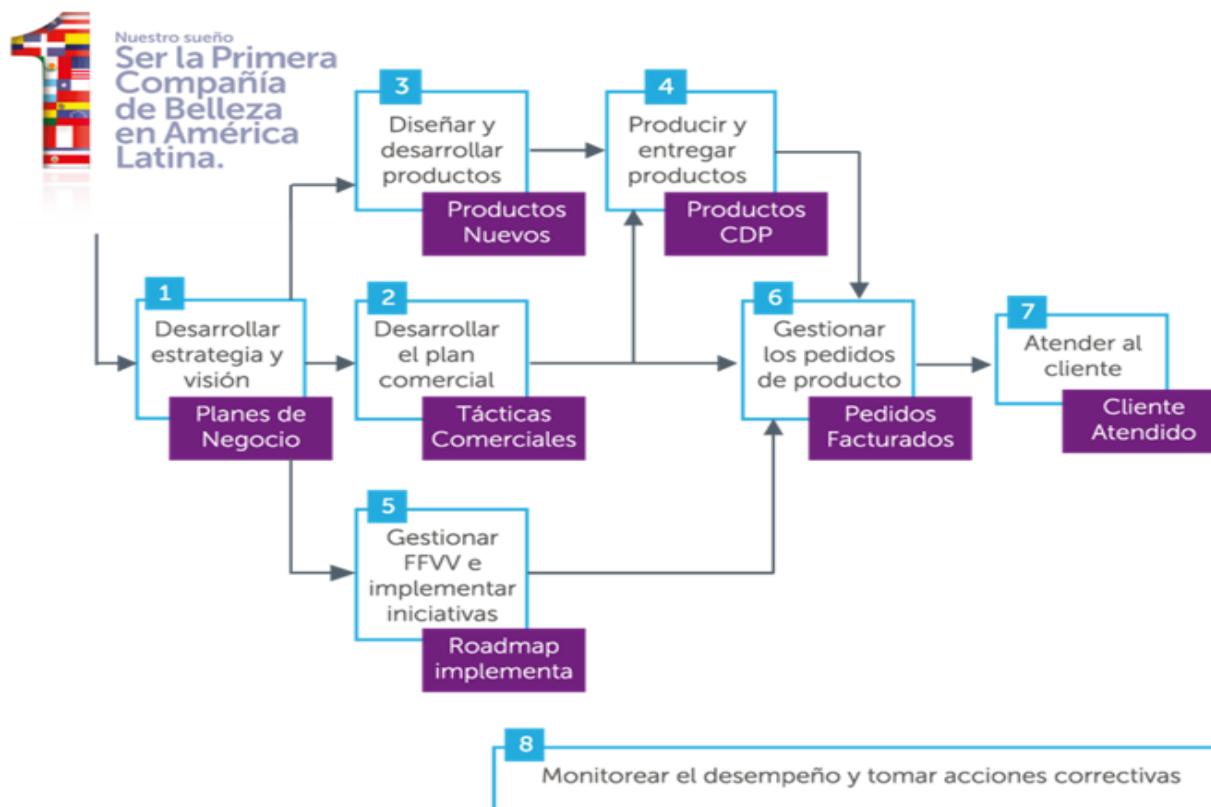 Nuestro sueño
Ser la Primera
Compañía
de Belleza
en América
Latina.
3
Diseñar y
desarrollar
productos
Productos
Nuevos
4
Producir y
entregar
productos
Productos
CDP
1
Desarrollar
estrategia y
visión
Planes de
Negocio
2
Desarrollar
el plan
comercial
Tácticas
Comerciales
6
Gestionar
los pedidos
de producto
Pedidos
Facturados
7
Atender al
cliente
Cliente
Atendido
5
Gestionar
FFVV e
implementar
iniciativas
Roadmap
implementa
8
Monitorear el desempeño y tomar acciones correctivas